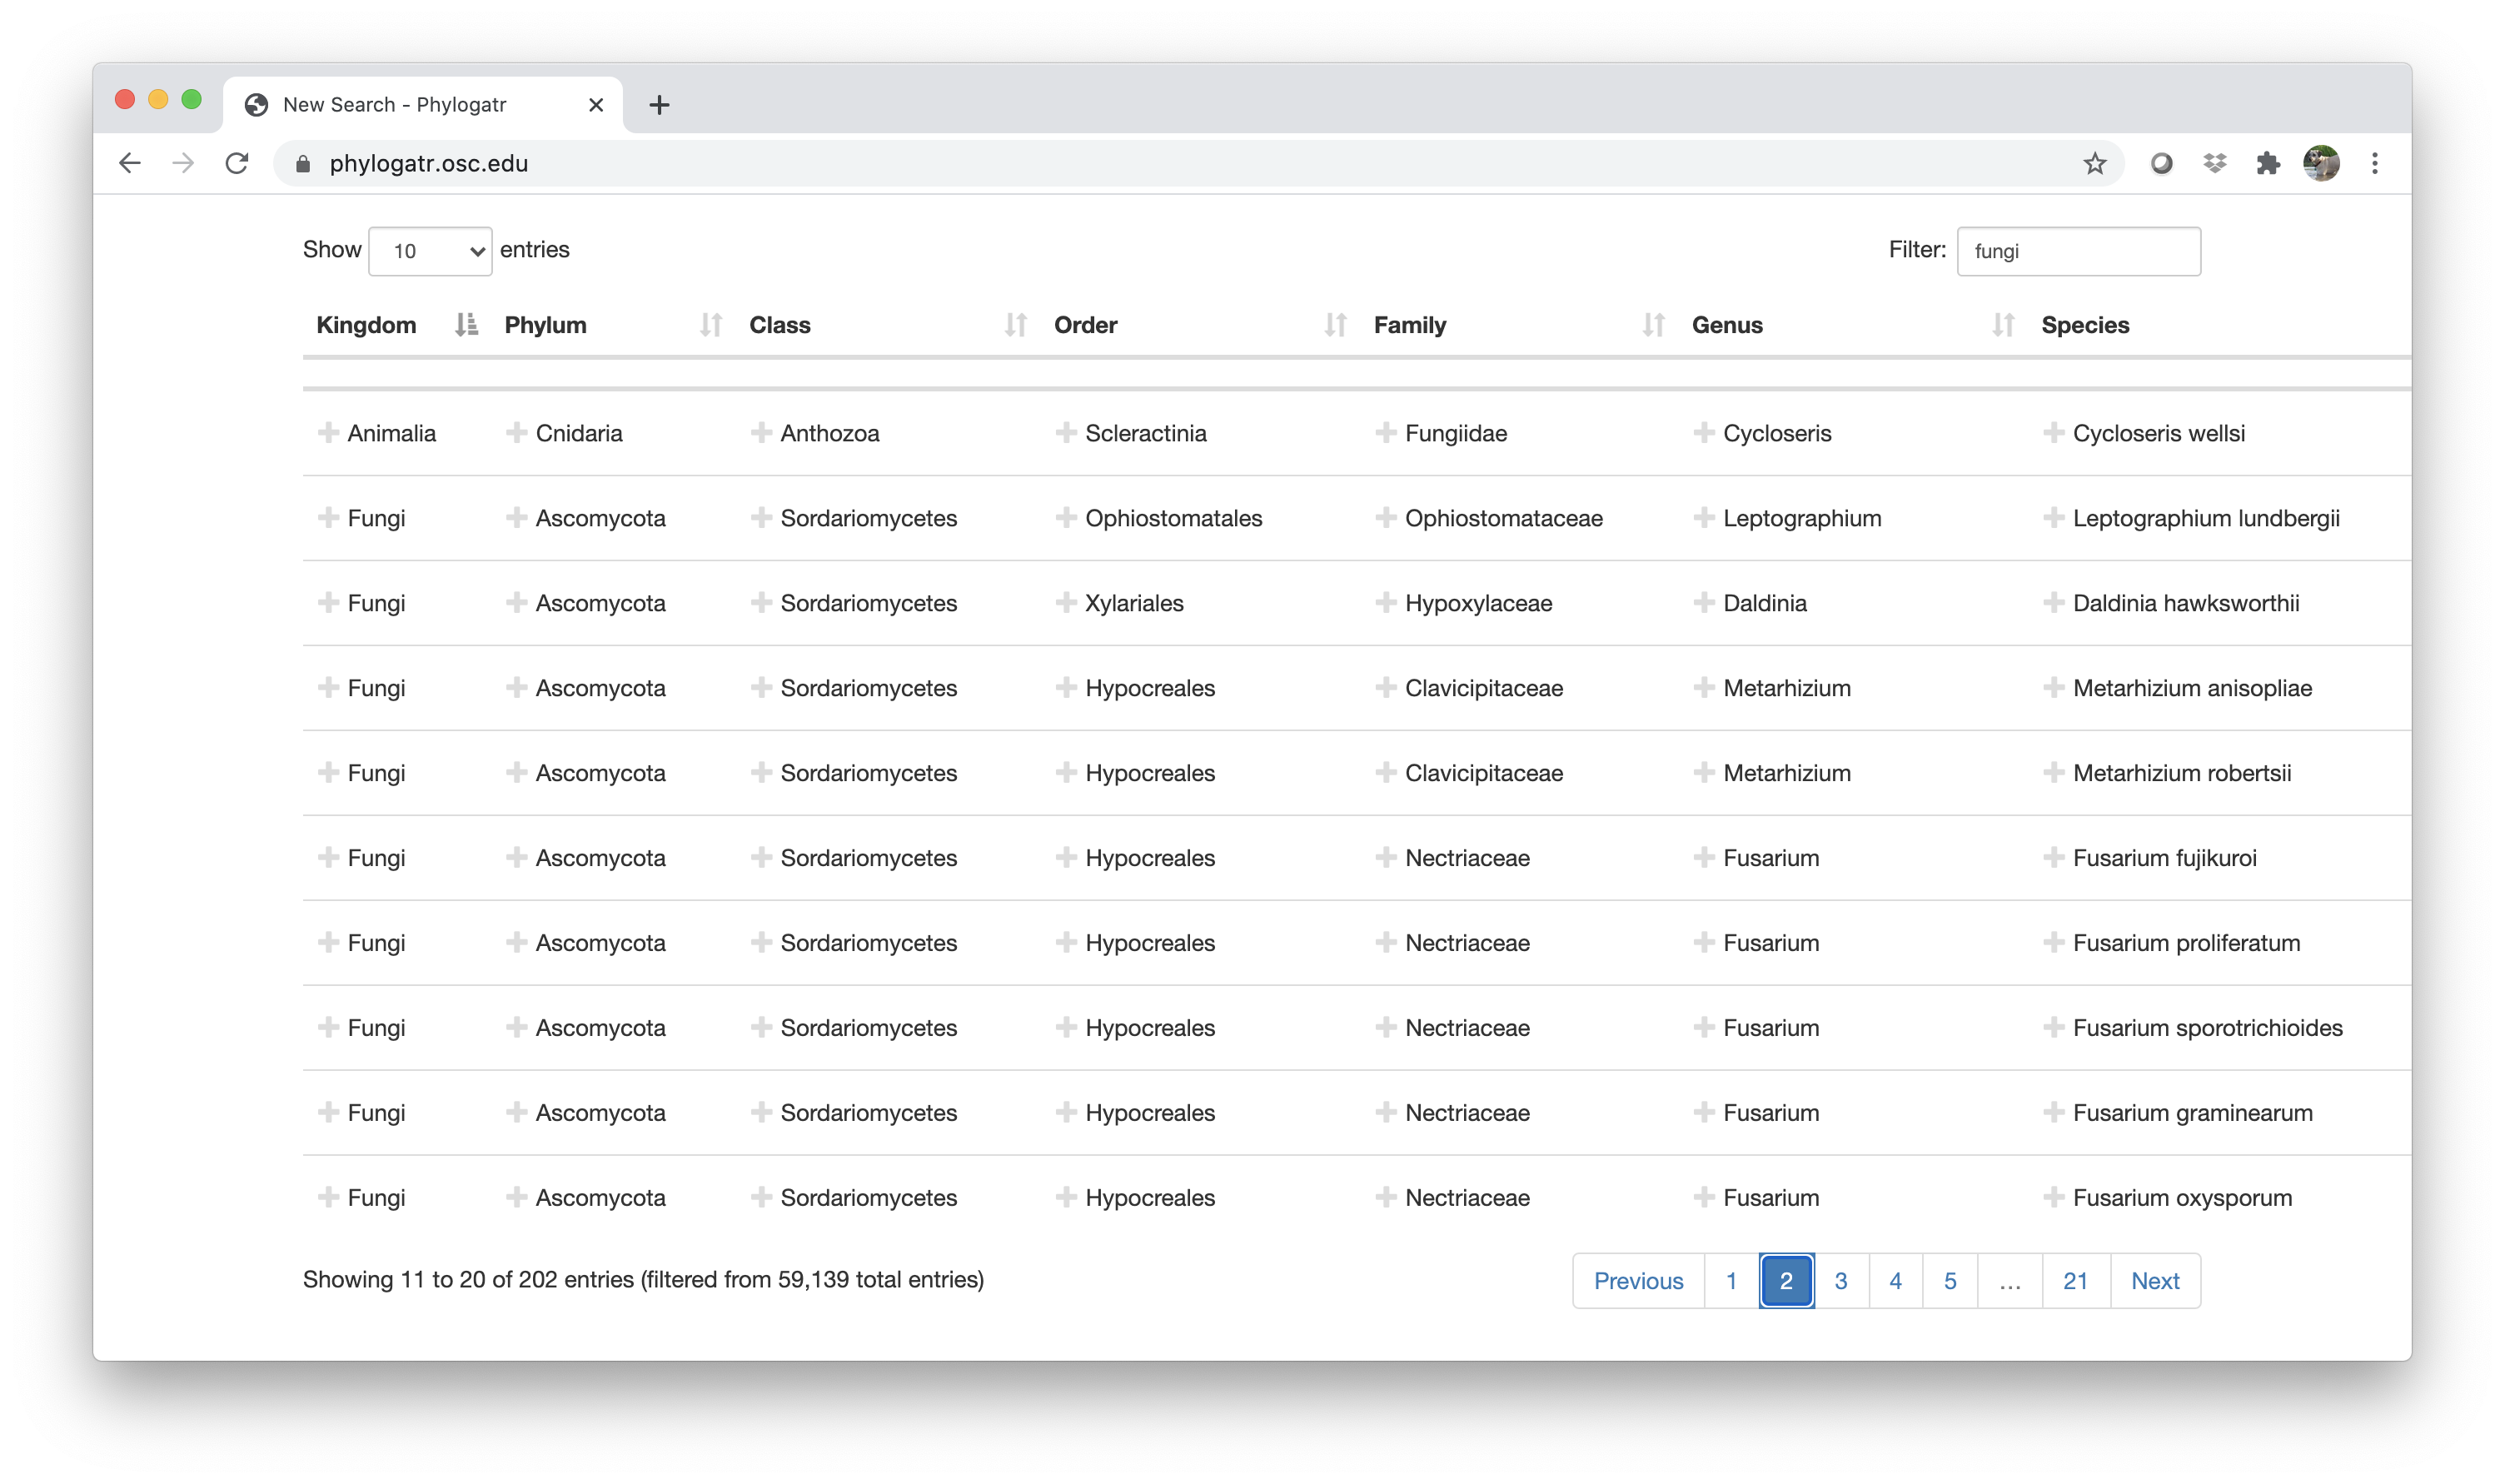 New Search - Phylogatr
phylogatr.osc.edu
Show 10 entries Filter: fungi
Kingdom Phylum Class Order Family Genus Species
Animalia Cnidaria Anthozoa Scleractinia Fungiidae Cycloseris Cycloseris wellsi
Fungi Ascomycota Sordariomycetes Ophiostomatales Ophiostomataceae Leptographium Leptographium lundbergii
Fungi Ascomycota Sordariomycetes Xylariales Hypoxylaceae Daldinia Daldinia hawksworthii
Fungi Ascomycota Sordariomycetes Hypocreales Clavicipitaceae Metarhizium Metarhizium anisopliae
Fungi Ascomycota Sordariomycetes Hypocreales Clavicipitaceae Metarhizium Metarhizium robertsii
Fungi Ascomycota Sordariomycetes Hypocreales Nectriaceae Fusarium Fusarium fujikuroi
Fungi Ascomycota Sordariomycetes Hypocreales Nectriaceae Fusarium Fusarium proliferatum
Fungi Ascomycota Sordariomycetes Hypocreales Nectriaceae Fusarium Fusarium sporotrichioides
Fungi Ascomycota Sordariomycetes Hypocreales Nectriaceae Fusarium Fusarium graminearum
Fungi Ascomycota Sordariomycetes Hypocreales Nectriaceae Fusarium Fusarium oxysporum
Showing 11 to 20 of 202 entries (filtered from 59,139 total entries) Previous 1 2 3 4 5 … 21 Next